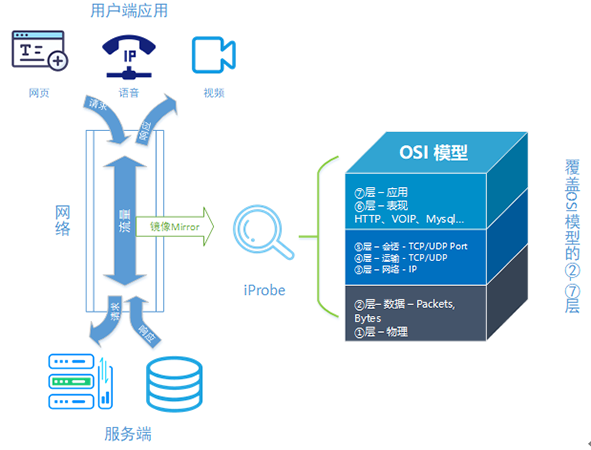 用户端应用
IP
网页
语音
视频
请求
响应
网络
流量
镜像Mirror
iProbe
请求
响应
服务端
OSI 模型
⑦层 – 应用
⑥层 – 表现
HTTP、VOIP、Mysql...
⑤层 – 会话 - TCP/UDP Port
④层 – 运输 - TCP/UDP
③层 – 网络 - IP
②层– 数据 – Packets,
Bytes
①层 – 物理
覆盖OSI模型的②-⑦层